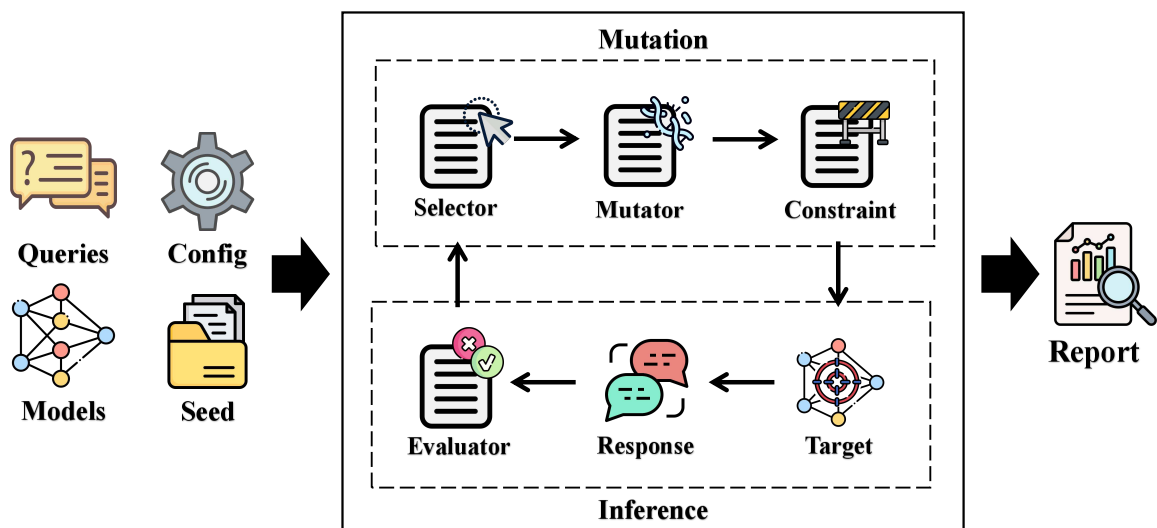 Mutation
Selector
Mutator
Constraint
?
Queries
Config
Models
Seed
Evaluator
Response
Target
Inference
Report